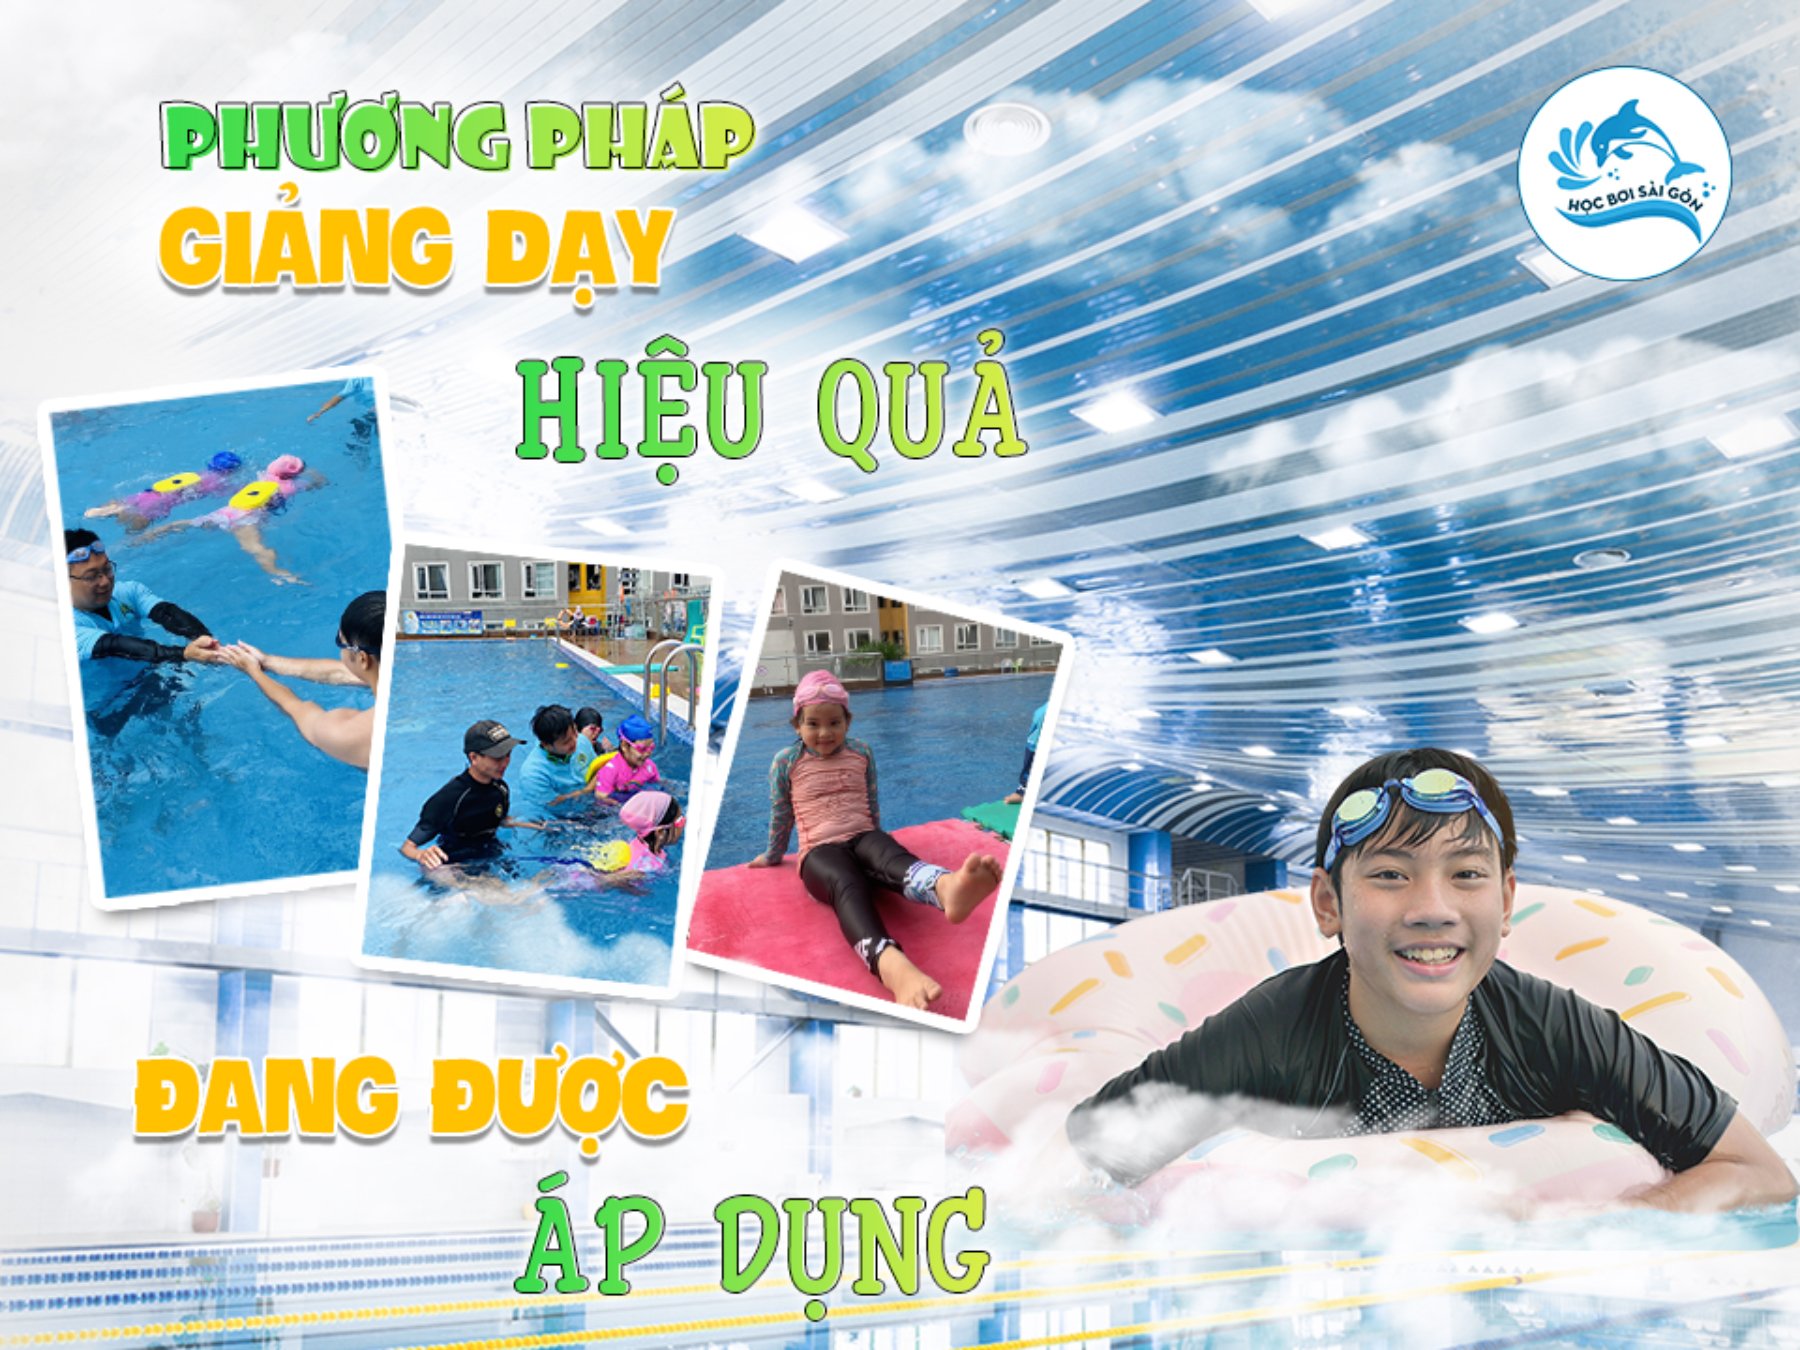 PHƯƠNG PHÁP
GIẢNG DẠY
HIỆU QUẢ
HỌC BƠI SÀI GÒN
ĐANG ĐƯỢC
ÁP DỤNG